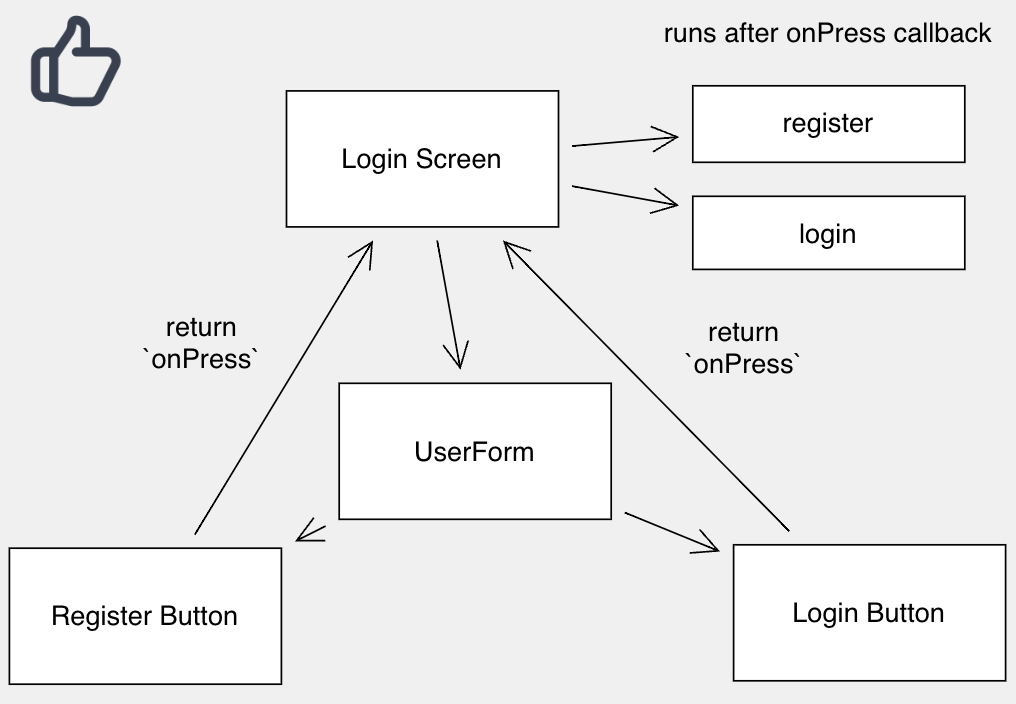 runs after onPress callback
register
Login Screen
login
return
`onPress`
return
`onPress`
UserForm
Register Button
Login Button